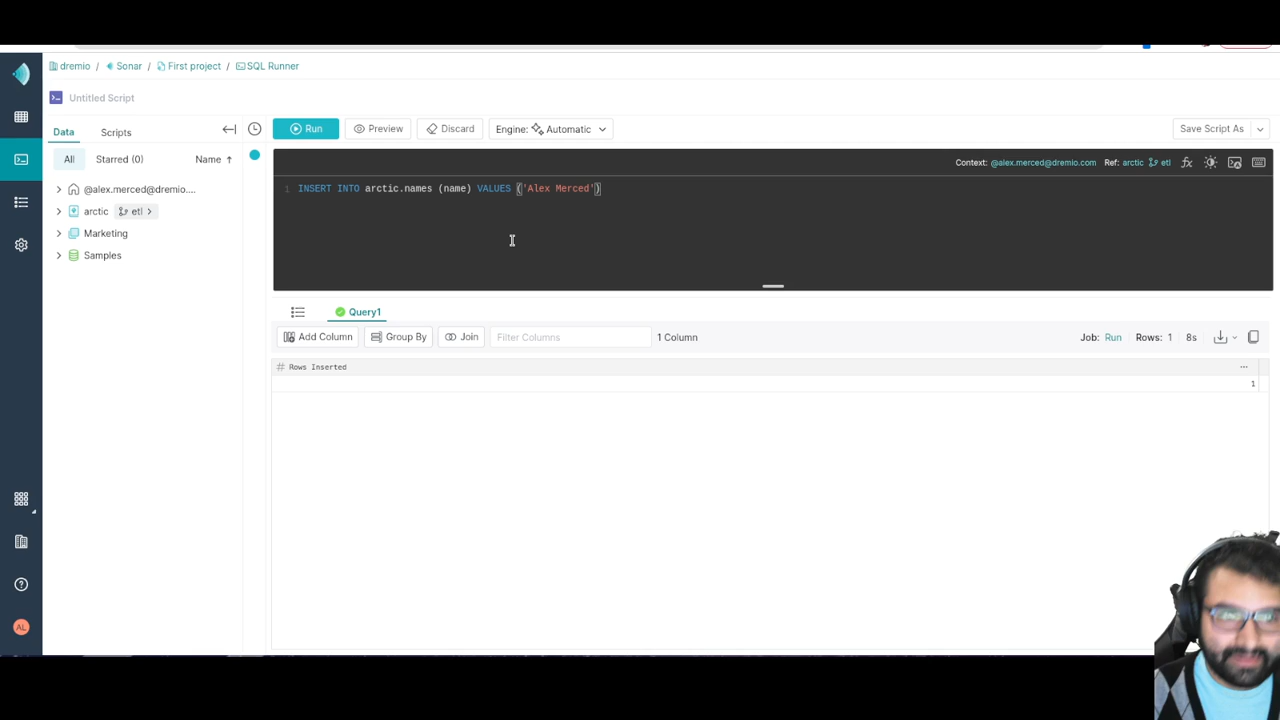 dremio / Sonar / First project / SQL Runner
Untitled Script
Data Scripts
Run Preview Discard Engine: Automatic Save Script As
All Starred (0) Name ↑
Context: @alex.merced@dremio.com Ref: arctic etl fx
@alex.merced@dremio....
1 INSERT INTO arctic.names (name) VALUES ('Alex Merced')
arctic etl
Marketing
Samples
Query1
Add Column Group By Join Filter Columns 1 Column Job: Run Rows: 1 8s
# Rows Inserted ...
1
AL